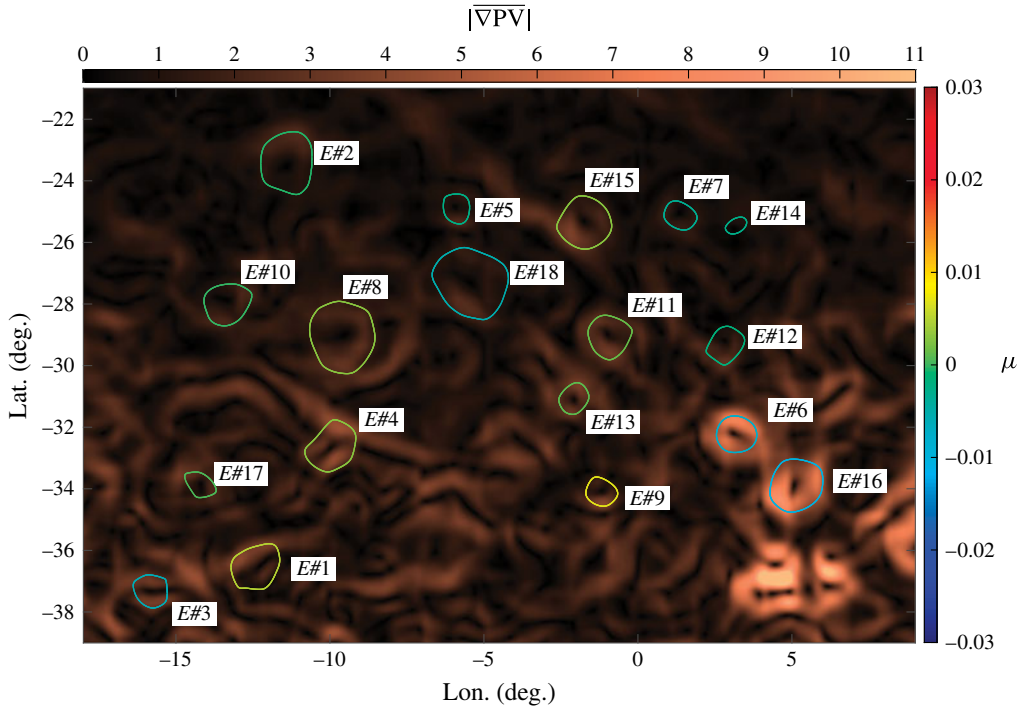 |∇PV|
0 1 2 3 4 5 6 7 8 9 10 11
−22
−24
−26
−28
−30
−32
−34
−36
−38
Lat. (deg.)
E#2
E#15
E#7
E#5
E#14
E#10
E#8
E#18
E#11
E#12
E#4
E#13
E#6
E#17
E#9
E#16
E#1
E#3
0.03
0.02
0.01
0
−0.01
−0.02
−0.03
μ
−15 −10 −5 0 5
Lon. (deg.)